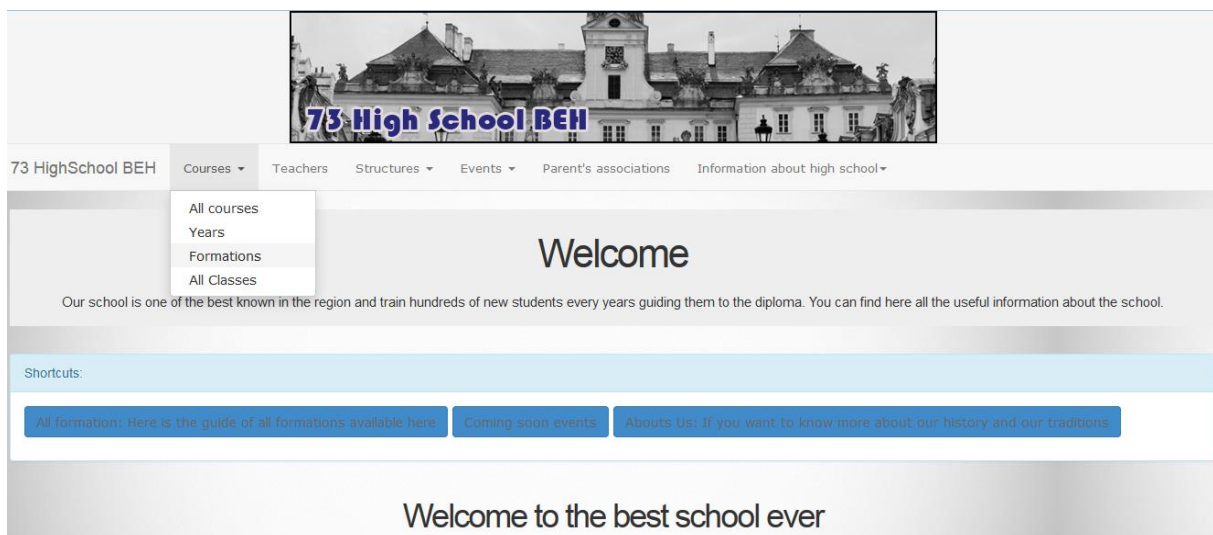 73 High School BEH
73 HighSchool BEH Courses Teachers Structures Events Parent's associations Information about high school
All courses
Years
Formations
All Classes
Welcome
Our school is one of the best known in the region and train hundreds of new students every years guiding them to the diploma. You can find here all the useful information about the school.
Shortcuts:
All formation: Here is the guide of all formations available here Coming soon events Abouts Us: If you want to know more about our history and our traditions
Welcome to the best school ever